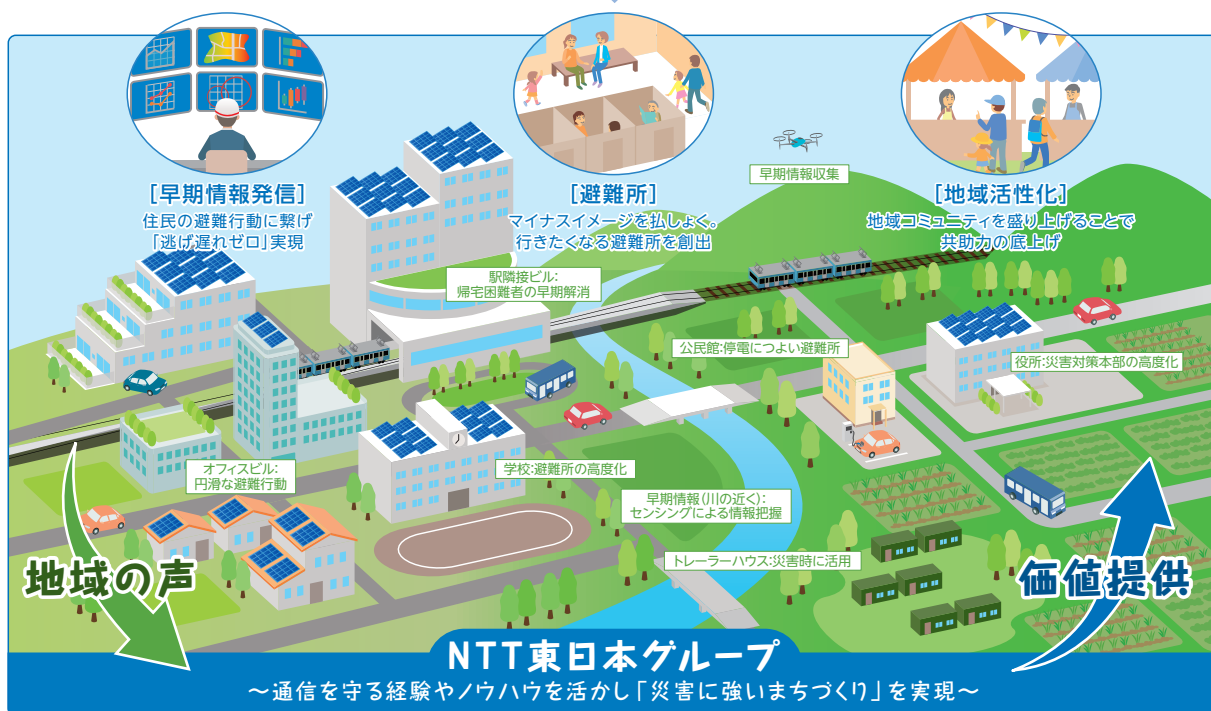 [早期情報発信]
住民の避難行動に繋げ
「逃げ遅れゼロ」実現
[避難所]
マイナスイメージを払しょく。
行きたくなる避難所を創出
早期情報収集
[地域活性化]
地域コミュニティを盛り上げることで
共助力の底上げ
駅隣接ビル：
帰宅困難者の早期解消
公民館：停電につよい避難所
役所：災害対策本部の高度化
オフィスビル：
円滑な避難行動
学校：避難所の高度化
早期情報（川の近く）：
センシングによる情報把握
トレーラーハウス：災害時に活用
地域の声
価値提供
NTT東日本グループ
～通信を守る経験やノウハウを活かし「災害に強いまちづくり」を実現～